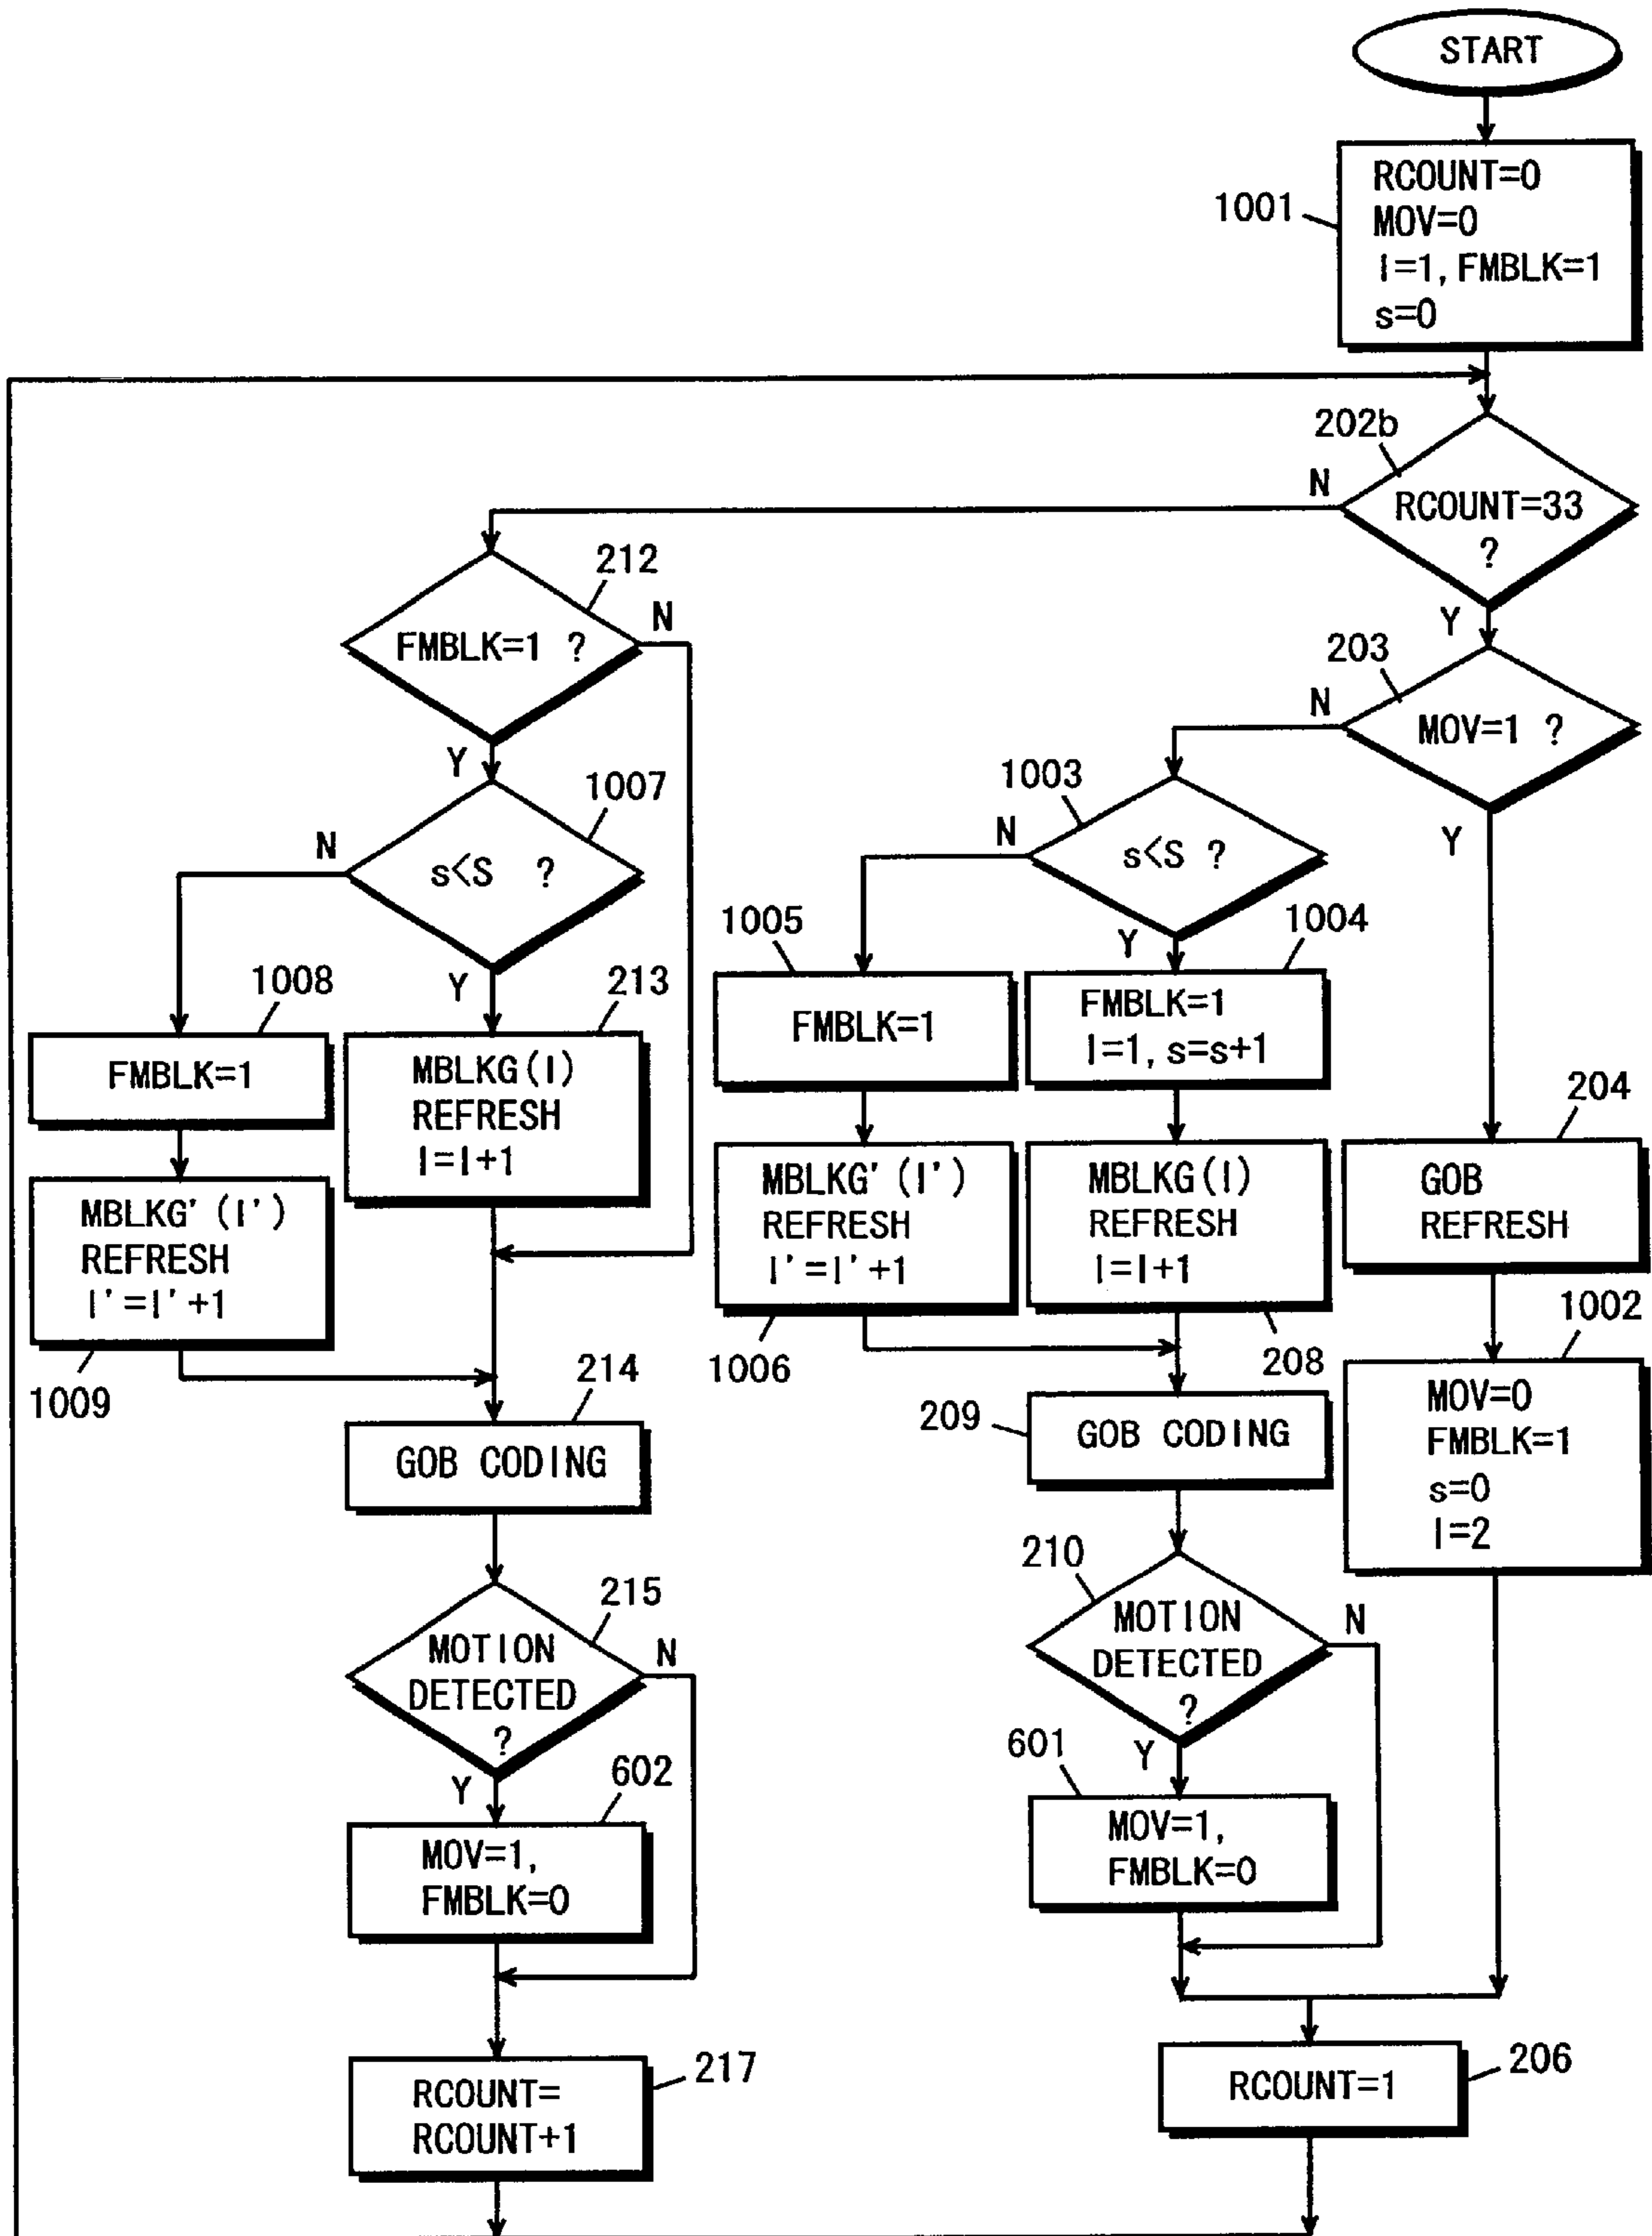 START
1001
RCOUNT=0
MOV=0
I=1, FMBLK=1
s=0
202b
N
RCOUNT=33
?
Y
212
FMBLK=1 ?
N
Y
203
N
MOV=1 ?
Y
1007
N
s<S ?
Y
1003
N
s<S ?
Y
1008
FMBLK=1
213
MBLKG(I)
REFRESH
I=I+1
1005
FMBLK=1
1004
FMBLK=1
I=1, s=s+1
204
GOB
REFRESH
MBLKG'(I')
REFRESH
I'=I'+1
1009
MBLKG'(I')
REFRESH
I'=I'+1
1006
MBLKG(I)
REFRESH
I=I+1
208
1002
MOV=0
FMBLK=1
s=0
I=2
214
GOB CODING
209
GOB CODING
215
MOTION
DETECTED
?
N
Y
210
MOTION
DETECTED
?
N
Y
602
MOV=1,
FMBLK=0
601
MOV=1,
FMBLK=0
217
RCOUNT=
RCOUNT+1
206
RCOUNT=1